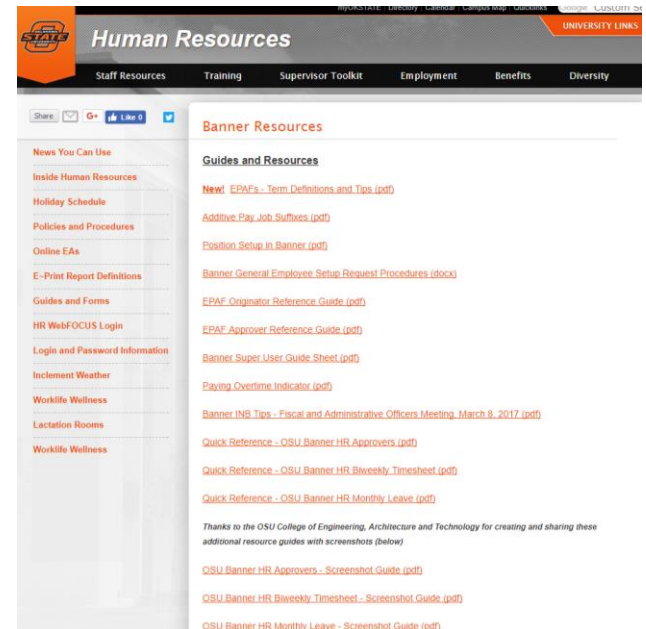 myOKSTATE | Directory | Calendar | Campus Map | Quicklinks
Google Custom
UNIVERSITY LINKS
STATE
Human Resources
Staff Resources Training Supervisor Toolkit Employment Benefits Diversity
Share G+ Like 0
Banner Resources
News You Can Use
Inside Human Resources
Holiday Schedule
Policies and Procedures
Online EAs
E~Print Report Definitions
Guides and Forms
HR WebFOCUS Login
Login and Password Information
Inclement Weather
Worklife Wellness
Lactation Rooms
Worklife Wellness
Guides and Resources
New! EPAFs - Term Definitions and Tips (pdf)
Additive Pay Job Suffixes (pdf)
Position Setup in Banner (pdf)
Banner General Employee Setup Request Procedures (docx)
EPAF Originator Reference Guide (pdf)
EPAF Approver Reference Guide (pdf)
Banner Super User Guide Sheet (pdf)
Paying Overtime Indicator (pdf)
Banner INB Tips - Fiscal and Administrative Officers Meeting, March 8, 2017 (pdf)
Quick Reference - OSU Banner HR Approvers (pdf)
Quick Reference - OSU Banner HR Biweekly Timesheet (pdf)
Quick Reference - OSU Banner HR Monthly Leave (pdf)
Thanks to the OSU College of Engineering, Architecture and Technology for creating and sharing these
additional resource guides with screenshots (below)
OSU Banner HR Approvers - Screenshot Guide (pdf)
OSU Banner HR Biweekly Timesheet - Screenshot Guide (pdf)
OSU Banner HR Monthly Leave - Screenshot Guide (pdf)